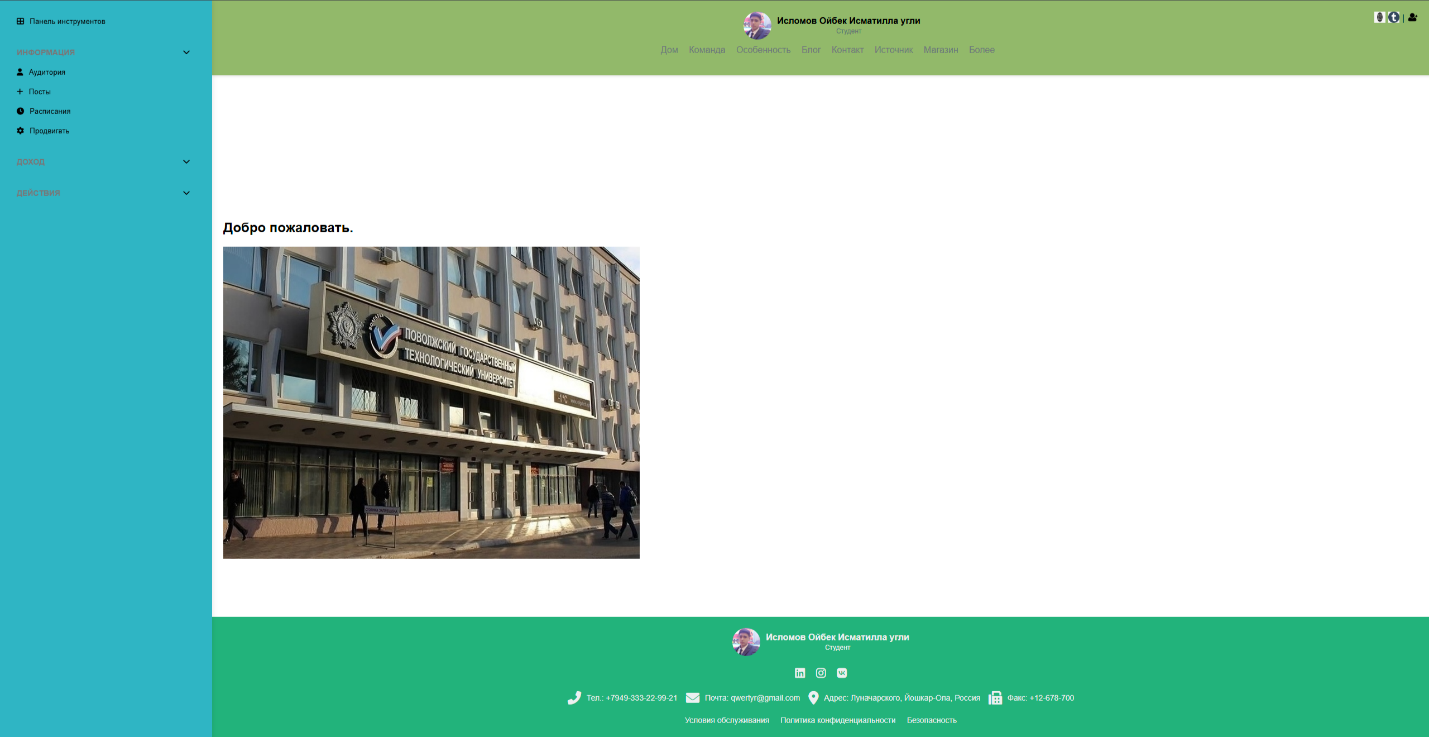 Панель инструментов
ИНФОРМАЦИЯ
Аудитория
Посты
Расписания
Продвигать
ДОХОД
ДЕЙСТВИЯ
Исломов Ойбек Исматилла угли
Студент
Дом Команда Особенность Блог Контакт Источник Магазин Более
Добро пожаловать.
ПОВОЛЖСКИЙ ГОСУДАРСТВЕННЫЙ
ТЕХНОЛОГИЧЕСКИЙ УНИВЕРСИТЕТ
Исломов Ойбек Исматилла угли
Студент
Тел.: +7949-333-22-99-21 Почта: qwertyr@gmail.com Адрес: Луначарского, Йошкар-Ола, Россия Факс: +12-678-700
Условия обслуживания Политика конфиденциальности Безопасность